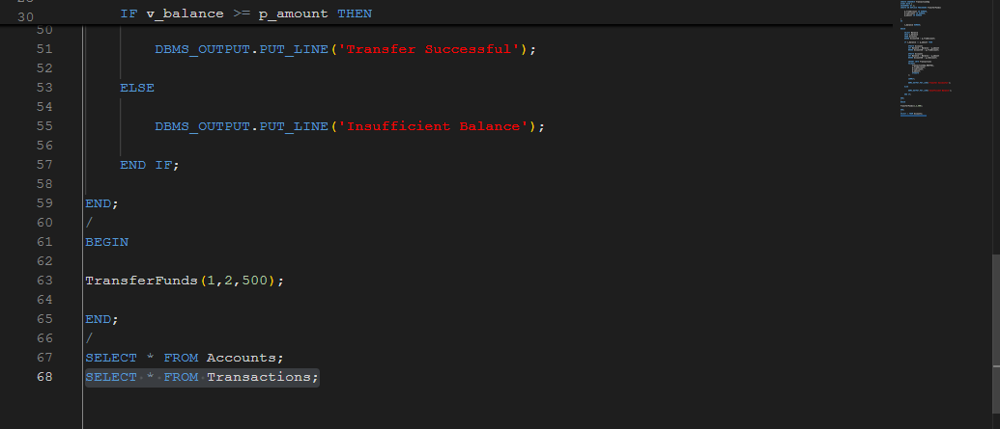 30 IF v_balance >= p_amount THEN
50
51 DBMS_OUTPUT.PUT_LINE('Transfer Successful');
52
53 ELSE
54
55 DBMS_OUTPUT.PUT_LINE('Insufficient Balance');
56
57 END IF;
58
59 END;
60 /
61 BEGIN
62
63 TransferFunds(1,2,500);
64
65 END;
66 /
67 SELECT * FROM Accounts;
68 SELECT * FROM Transactions;